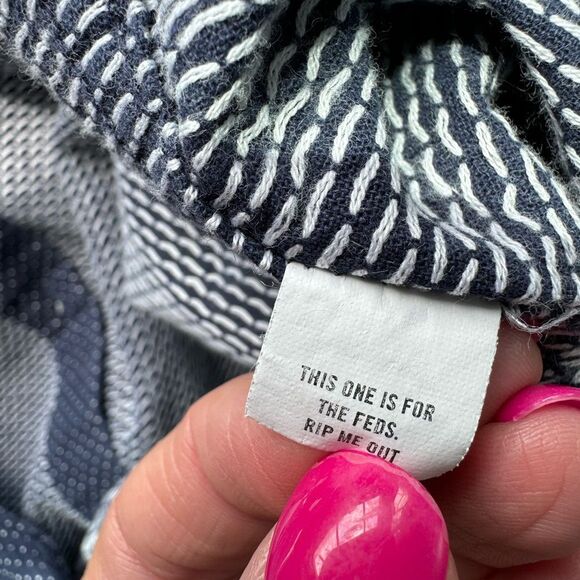 THIS ONE IS FOR
THE FEDS.
RIP ME OUT